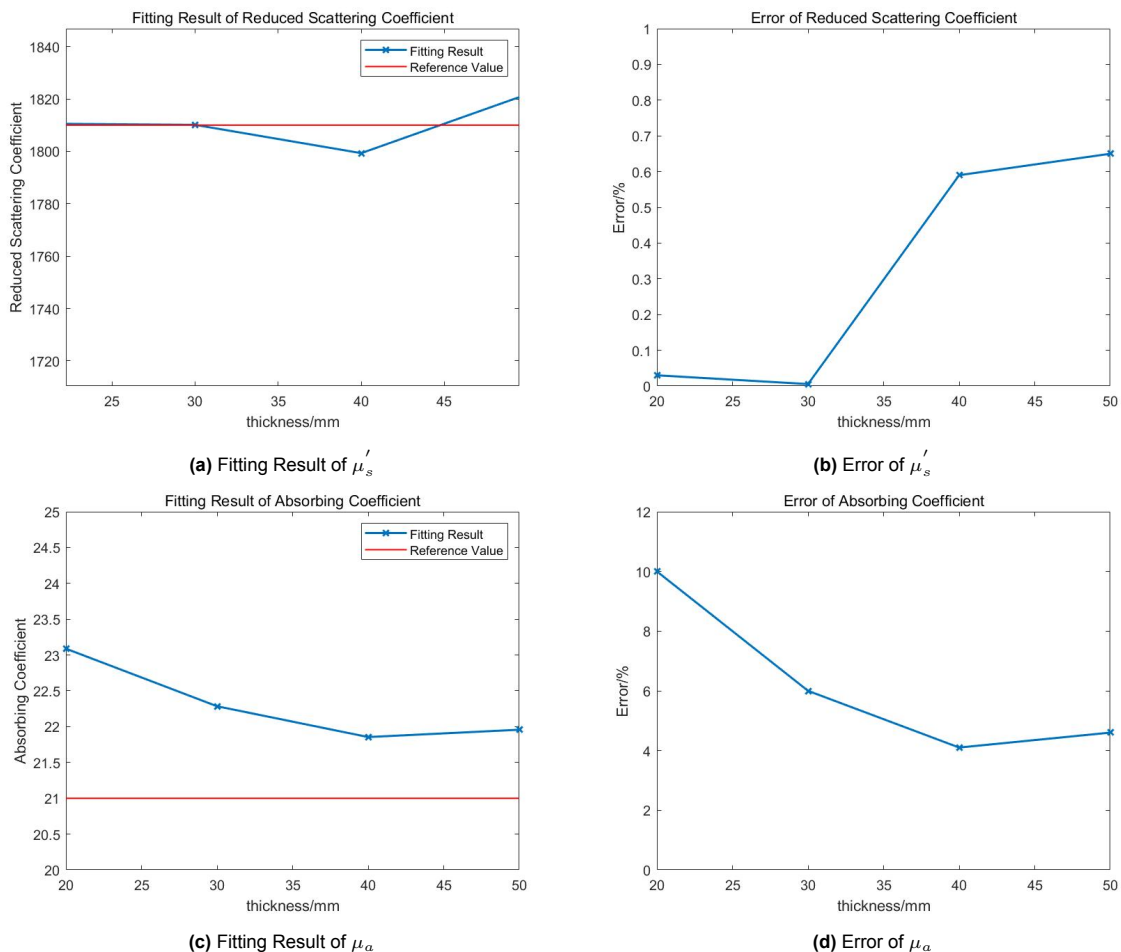 Fitting Result of Reduced Scattering Coefficient
Reduced Scattering Coefficient
1840
1820
1800
1780
1760
1740
1720
Fitting Result
Reference Value
25 30 35 40 45
thickness/mm
(a) Fitting Result of μs′
Error of Reduced Scattering Coefficient
Error/%
1
0.9
0.8
0.7
0.6
0.5
0.4
0.3
0.2
0.1
0
20 25 30 35 40 45 50
thickness/mm
(b) Error of μs′
Fitting Result of Absorbing Coefficient
Absorbing Coefficient
25
24.5
24
23.5
23
22.5
22
21.5
21
20.5
20
Fitting Result
Reference Value
20 25 30 35 40 45 50
thickness/mm
(c) Fitting Result of μa
Error of Absorbing Coefficient
Error/%
12
10
8
6
4
2
0
20 25 30 35 40 45 50
thickness/mm
(d) Error of μa